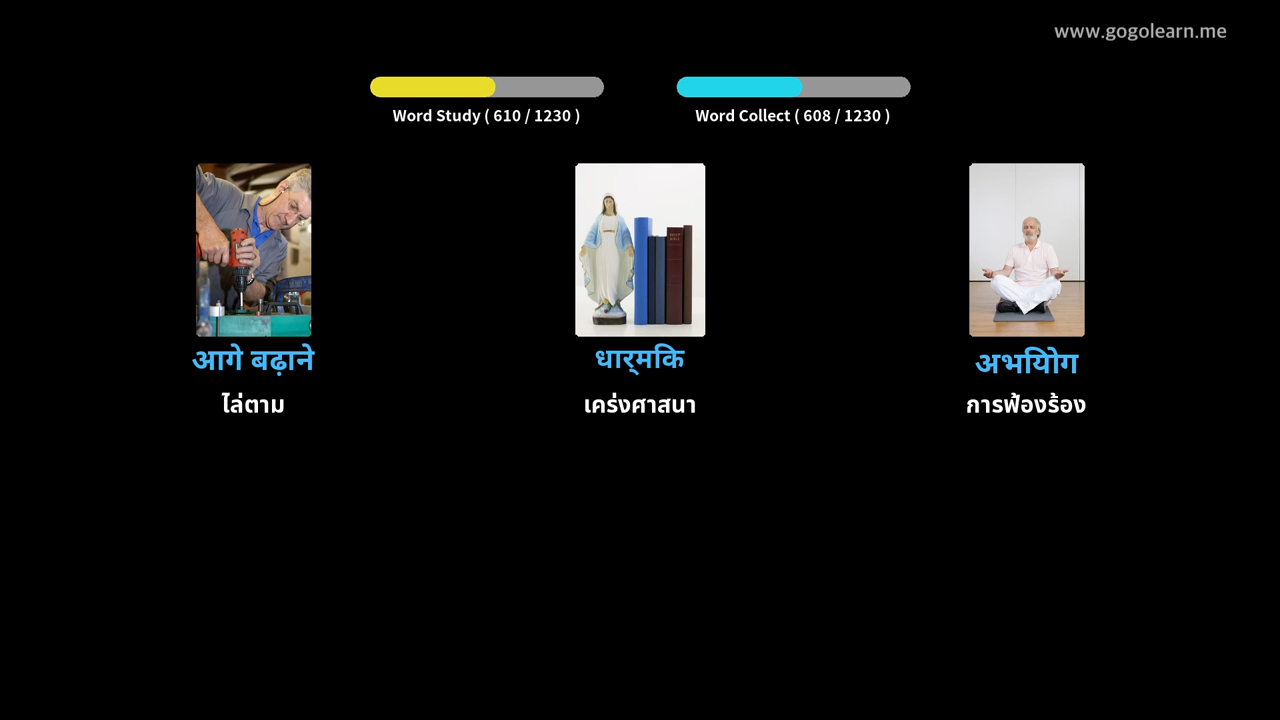 www.gogolearn.me
Word Study ( 610 / 1230 )
Word Collect ( 608 / 1230 )
आगे बढ़ाने
धार्मिक
अभियोग
ไล่ตาม
เคร่งศาสนา
การฟ้องร้อง